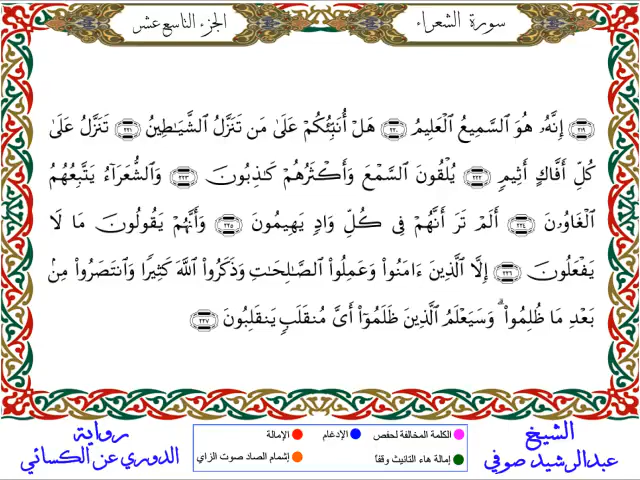 سورة الشعراء
الجزء التاسع عشر
٢١٩ إِنَّهُۥ هُوَ ٱلسَّمِيعُ ٱلْعَلِيمُ ٢٢٠ هَلْ أُنَبِّئُكُمْ عَلَىٰ مَن تَنَزَّلُ ٱلشَّيَـٰطِينُ ٢٢١ تَنَزَّلُ عَلَىٰ
كُلِّ أَفَّاكٍ أَثِيمٍ ٢٢٢ يُلْقُونَ ٱلسَّمْعَ وَأَكْثَرُهُمْ كَـٰذِبُونَ ٢٢٣ وَٱلشُّعَرَآءُ يَتَّبِعُهُمُ
ٱلْغَاوُۥنَ ٢٢٤ أَلَمْ تَرَ أَنَّهُمْ فِى كُلِّ وَادٍ يَهِيمُونَ ٢٢٥ وَأَنَّهُمْ يَقُولُونَ مَا لَا
يَفْعَلُونَ ٢٢٦ إِلَّا ٱلَّذِينَ ءَامَنُوا۟ وَعَمِلُوا۟ ٱلصَّـٰلِحَـٰتِ وَذَكَرُوا۟ ٱللَّهَ كَثِيرًا وَٱنتَصَرُوا۟ مِنۢ
بَعْدِ مَا ظُلِمُوا۟ ۗ وَسَيَعْلَمُ ٱلَّذِينَ ظَلَمُوٓا۟ أَىَّ مُنقَلَبٍ يَنقَلِبُونَ ٢٢٧
الشيخ
عبدالرشيد صوفي
الكلمة المخالفة لحفص
الإدغام
الإمالة
إمالة هاء التانيث وقفاً
إشمام الصاد صوت الزاي
رواية
الدوري عن الكسائي